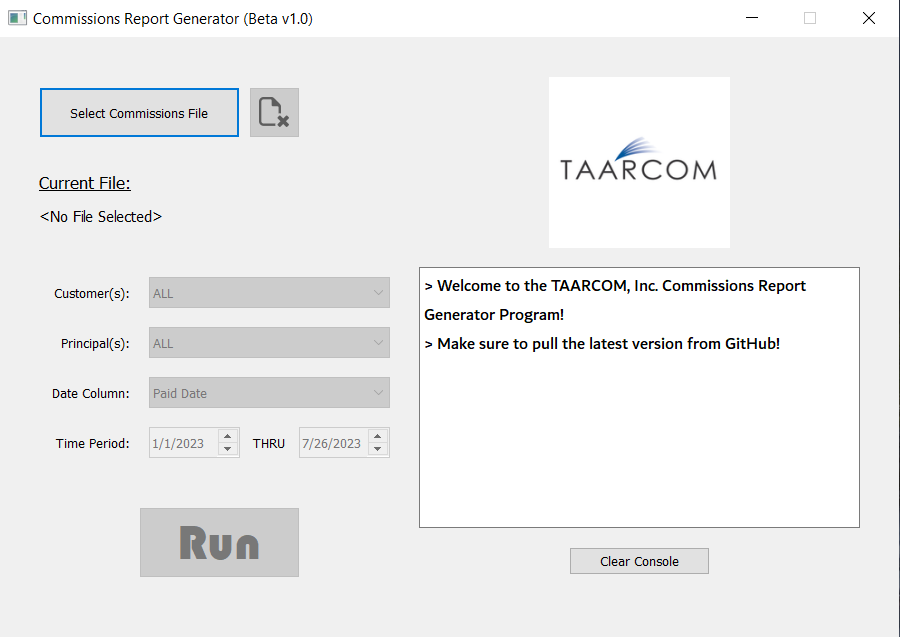 Commissions Report Generator (Beta v1.0)
Select Commissions File
TAARCOM
Current File:
<No File Selected>
Customer(s): ALL
Principal(s): ALL
Date Column: Paid Date
Time Period: 1/1/2023 THRU 7/26/2023
Run
> Welcome to the TAARCOM, Inc. Commissions Report
Generator Program!
> Make sure to pull the latest version from GitHub!
Clear Console